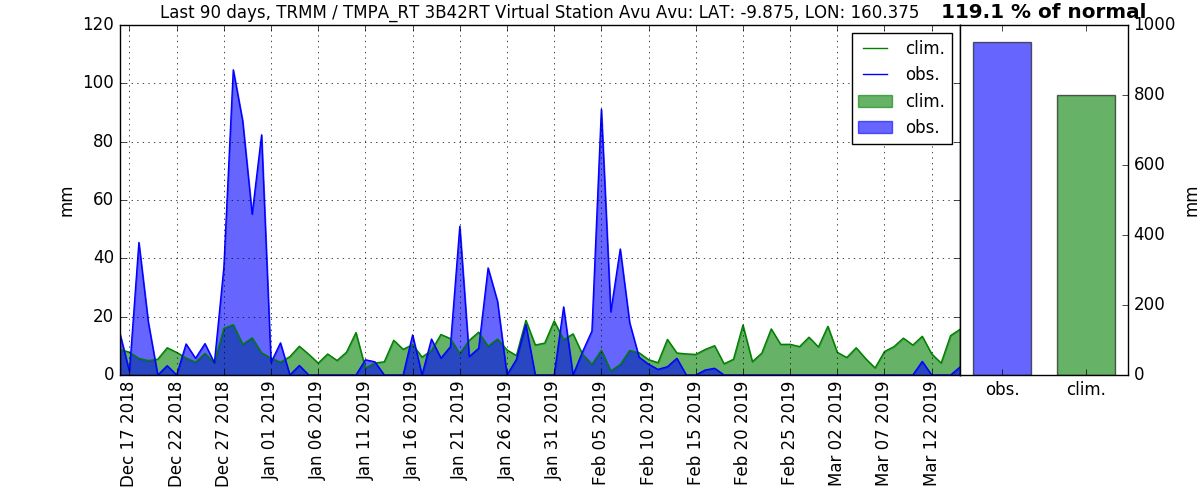 Last 90 days, TRMM / TMPA_RT 3B42RT Virtual Station Avu Avu: LAT: -9.875, LON: 160.375
119.1 % of normal
120
100
80
60
40
20
0
mm
clim.
obs.
clim.
obs.
1000
800
600
400
200
0
mm
Dec 17 2018
Dec 22 2018
Dec 27 2018
Jan 01 2019
Jan 06 2019
Jan 11 2019
Jan 16 2019
Jan 21 2019
Jan 26 2019
Jan 31 2019
Feb 05 2019
Feb 10 2019
Feb 15 2019
Feb 20 2019
Feb 25 2019
Mar 02 2019
Mar 07 2019
Mar 12 2019
obs.
clim.